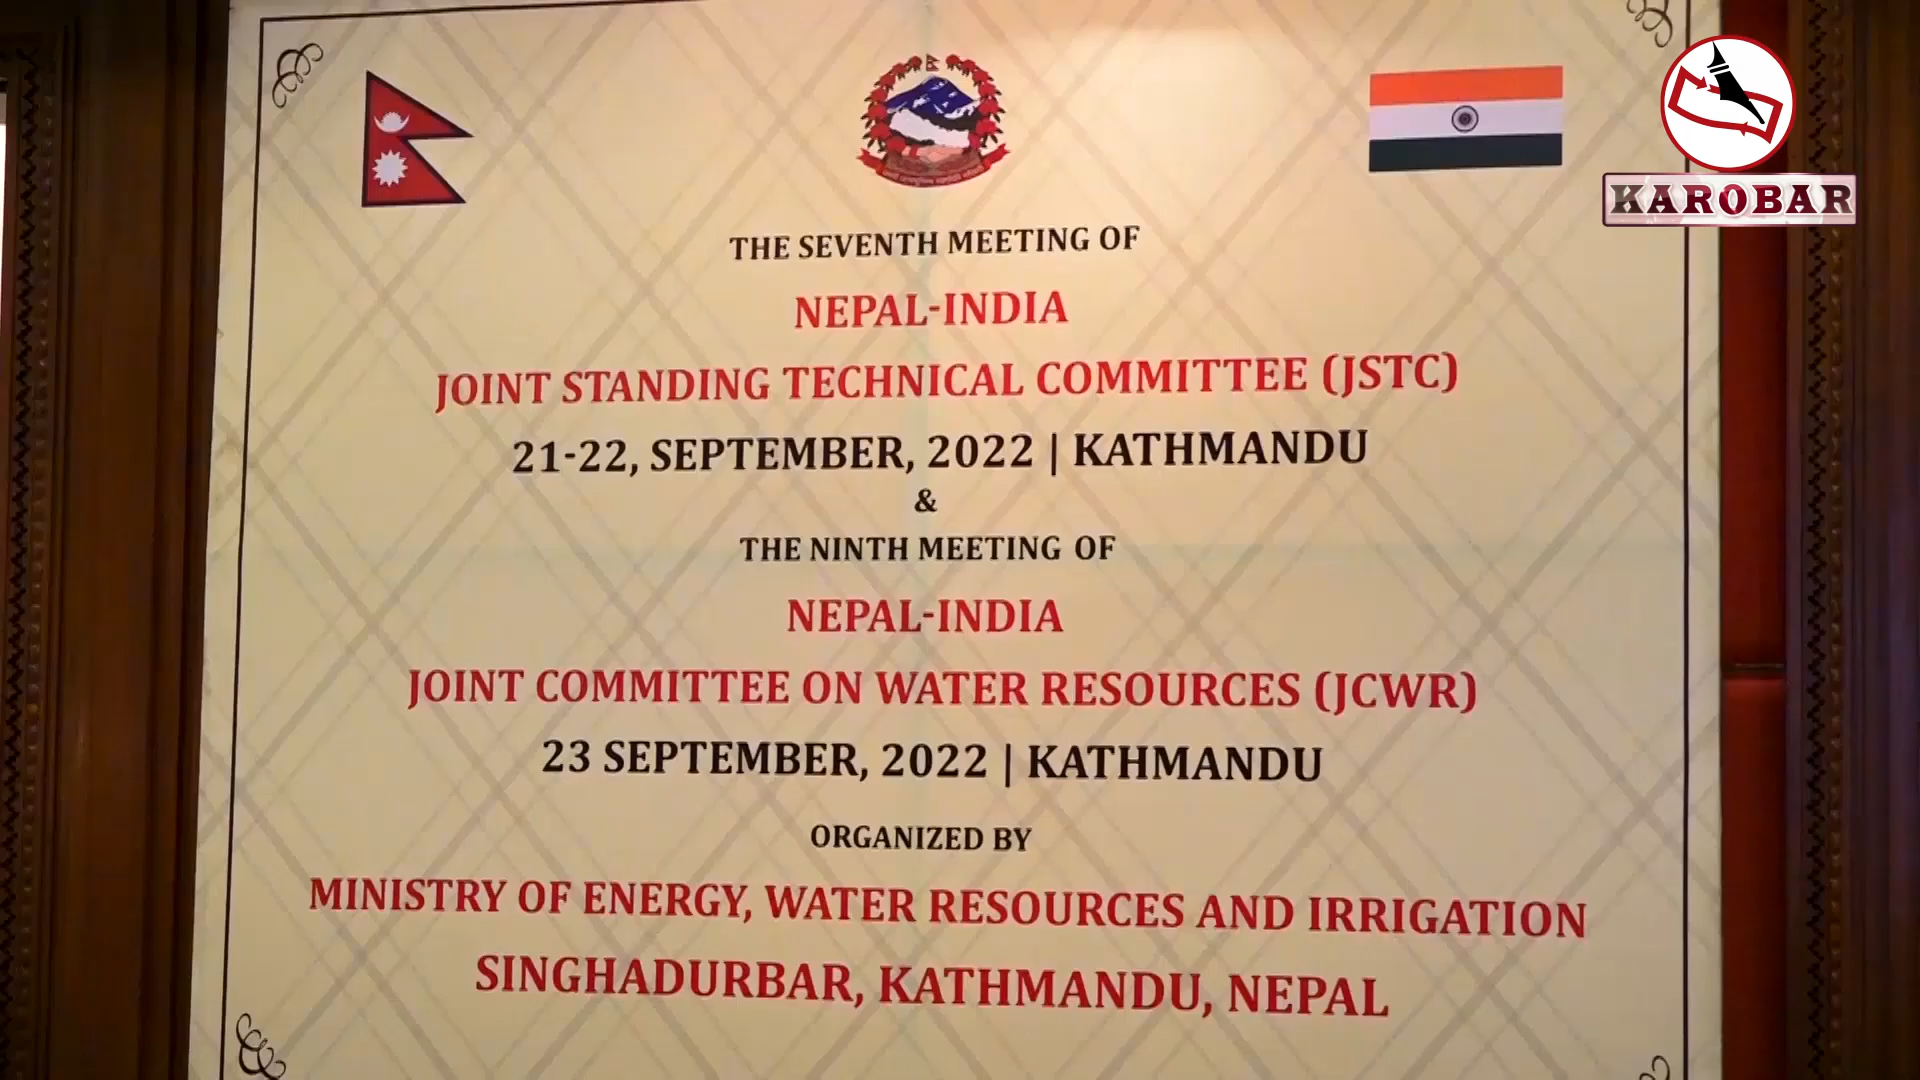 KAROBAR
THE SEVENTH MEETING OF
NEPAL-INDIA
JOINT STANDING TECHNICAL COMMITTEE (JSTC)
21-22, SEPTEMBER, 2022 | KATHMANDU
&
THE NINTH MEETING OF
NEPAL-INDIA
JOINT COMMITTEE ON WATER RESOURCES (JCWR)
23 SEPTEMBER, 2022 | KATHMANDU
ORGANIZED BY
MINISTRY OF ENERGY, WATER RESOURCES AND IRRIGATION
SINGHADURBAR, KATHMANDU, NEPAL